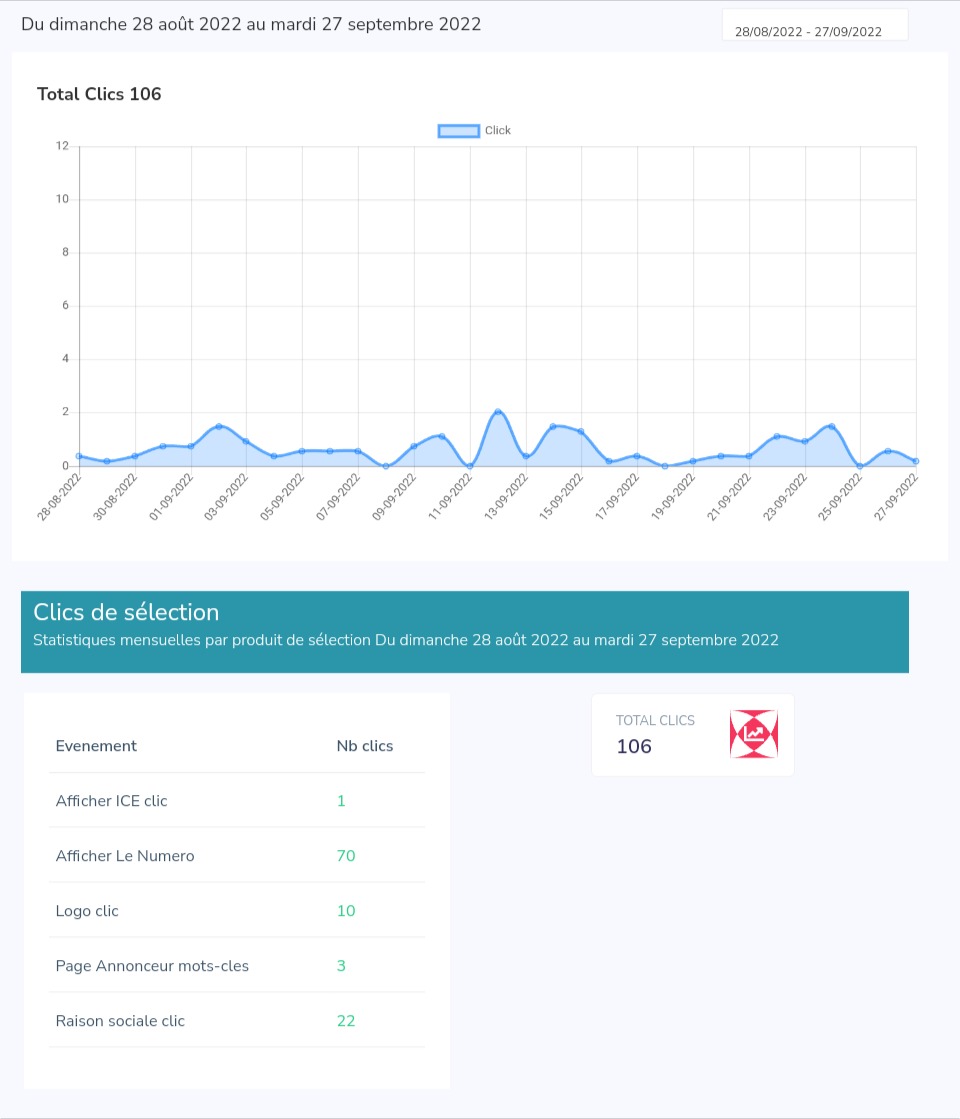 Du dimanche 28 août 2022 au mardi 27 septembre 2022
28/08/2022 - 27/09/2022
Total Clics 106
Click
12
10
8
6
4
2
0
28-08-2022
30-08-2022
01-09-2022
03-09-2022
05-09-2022
07-09-2022
09-09-2022
11-09-2022
13-09-2022
15-09-2022
17-09-2022
19-09-2022
21-09-2022
23-09-2022
25-09-2022
27-09-2022
Clics de sélection
Statistiques mensuelles par produit de sélection Du dimanche 28 août 2022 au mardi 27 septembre 2022
TOTAL CLICS
106
Evenement Nb clics
Afficher ICE clic 1
Afficher Le Numero 70
Logo clic 10
Page Annonceur mots-cles 3
Raison sociale clic 22